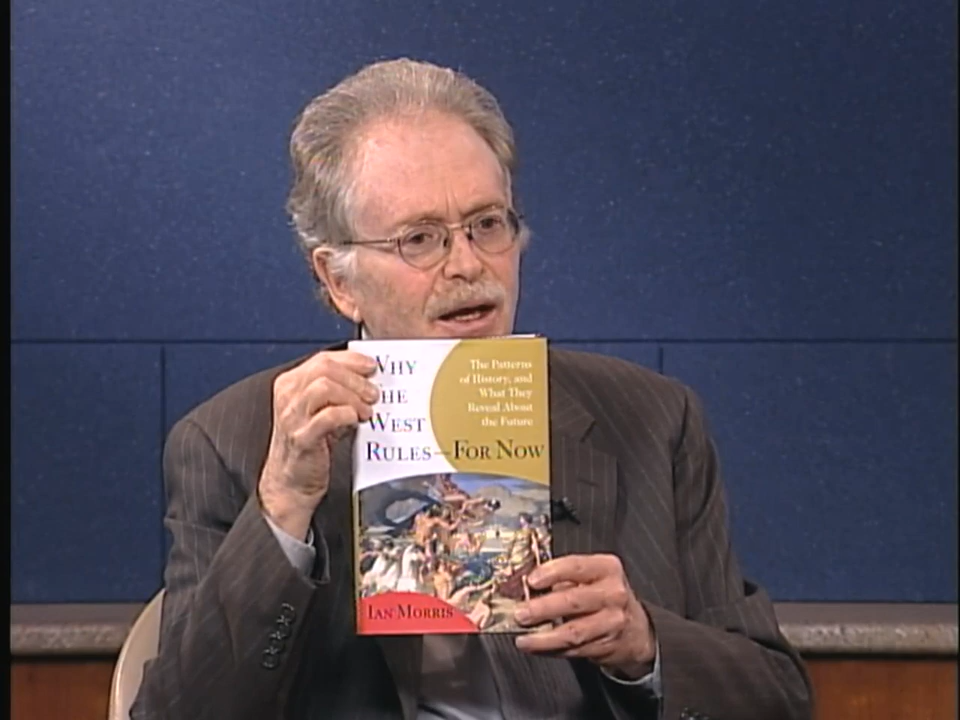 WHY
THE
WEST
RULES—FOR NOW
The Patterns
of History, and
What They
Reveal About
the Future
IAN MORRIS